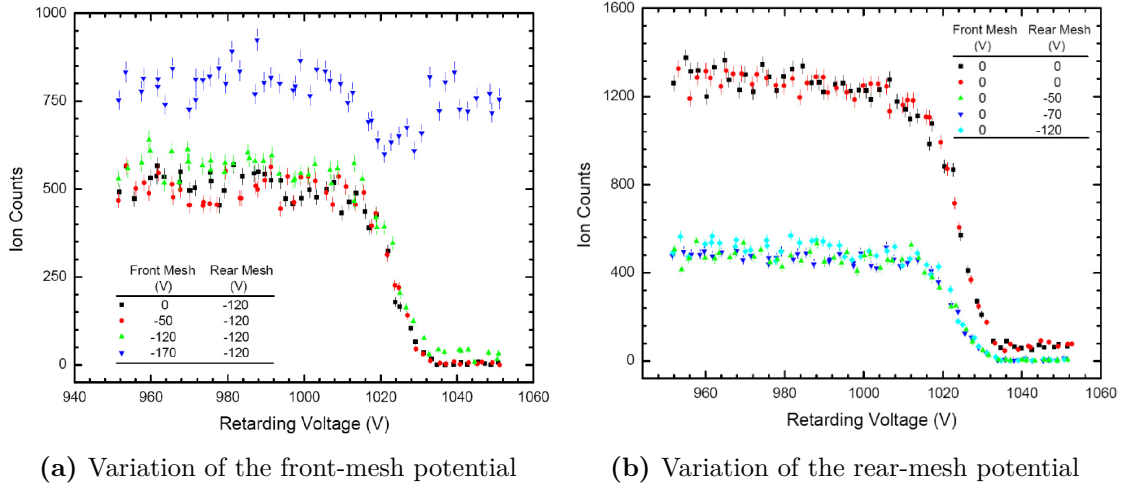 1000
750
500
250
0
Ion Counts
Front Mesh Rear Mesh
(V) (V)
0 -120
-50 -120
-120 -120
-170 -120
940 960 980 1000 1020 1040 1060
Retarding Voltage (V)
(a) Variation of the front-mesh potential
1600
1200
800
400
0
Ion Counts
Front Mesh Rear Mesh
(V) (V)
0 0
0 0
0 -50
0 -70
0 -120
960 980 1000 1020 1040 1060
Retarding Voltage (V)
(b) Variation of the rear-mesh potential